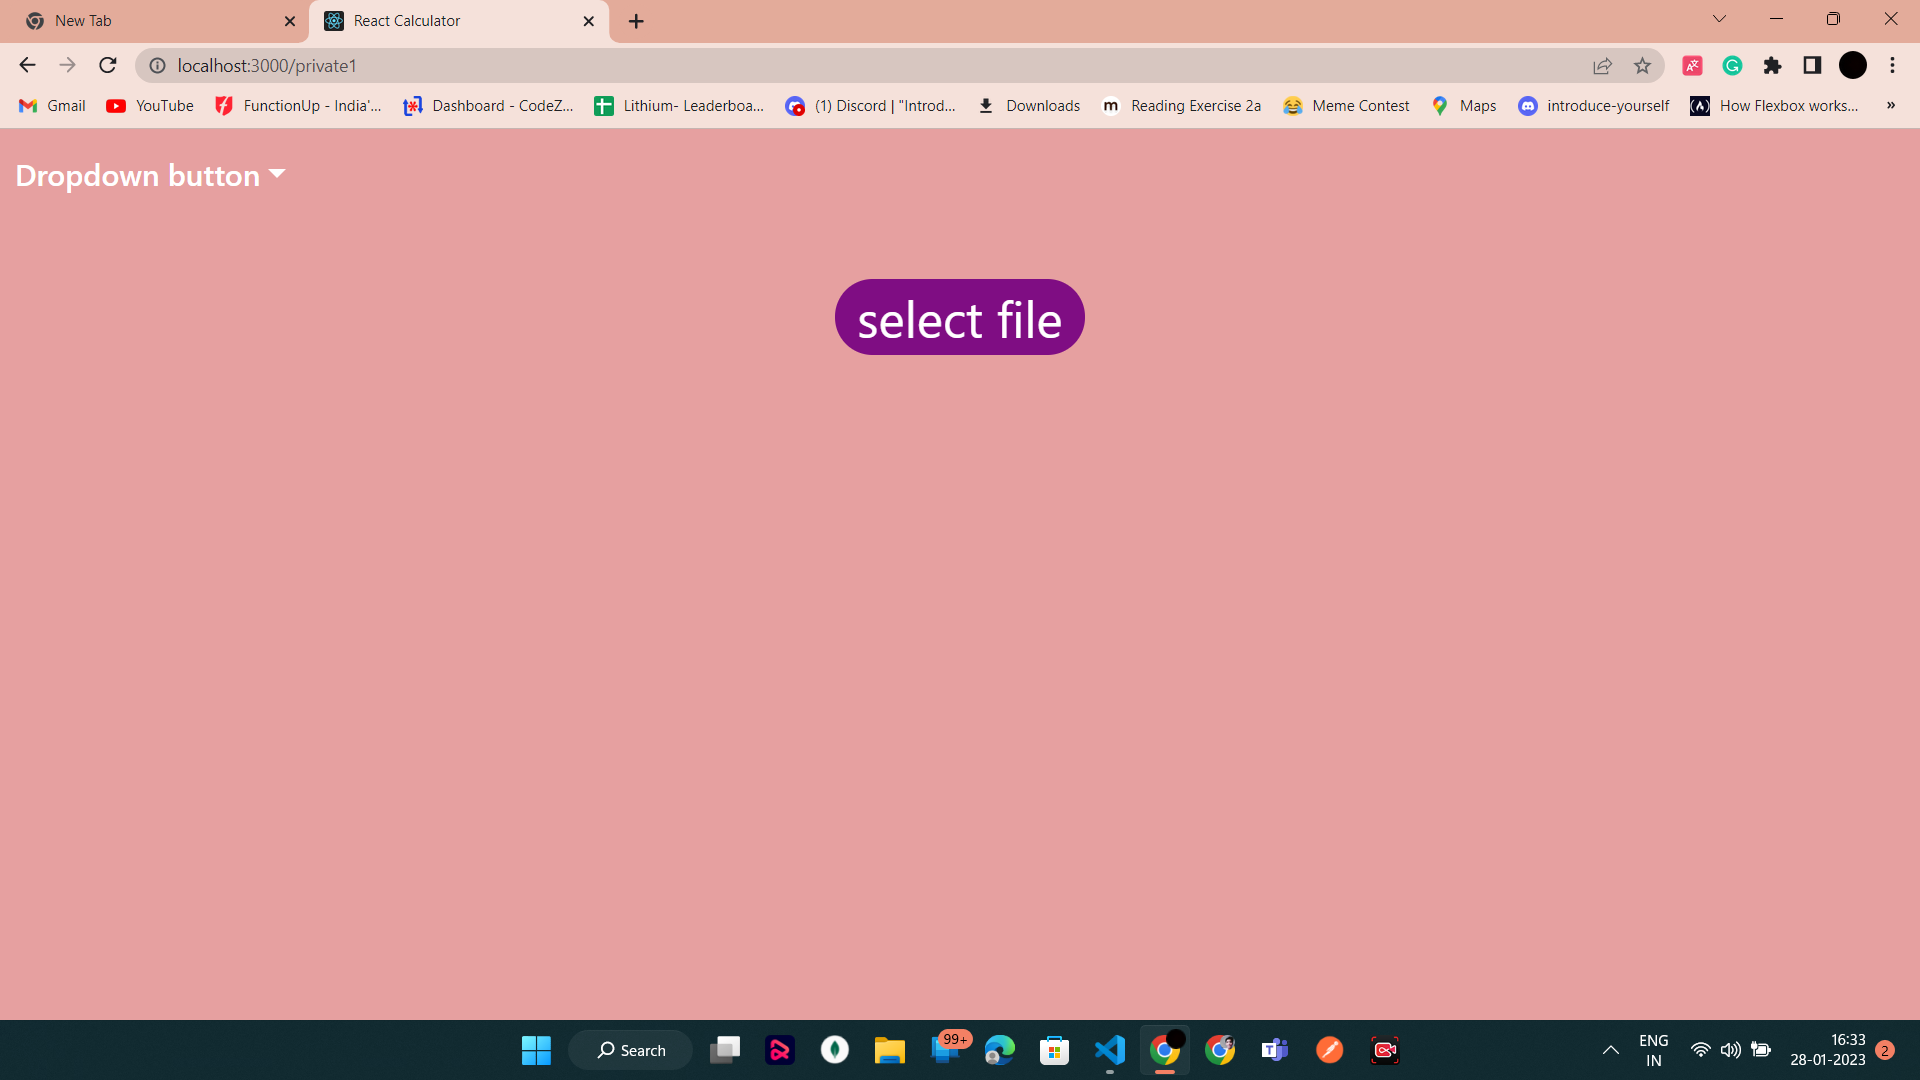 New Tab
React Calculator
localhost:3000/private1
Gmail
YouTube
FunctionUp - India'...
Dashboard - CodeZ...
Lithium- Leaderboa...
(1) Discord | "Introd...
Downloads
m
Reading Exercise 2a
Meme Contest
Maps
introduce-yourself
How Flexbox works...
»
Dropdown button
select file
Search
99+
ENG
IN
16:33
28-01-2023
2